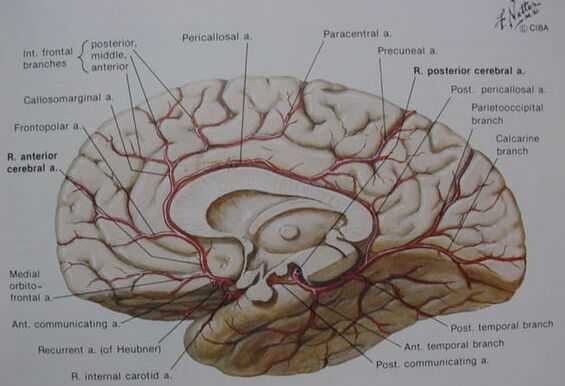 F. Netter
M.D.
© CIBA
Int. frontal branches
posterior,
middle,
anterior
Pericallosal a.
Paracentral a.
Precuneal a.
R. posterior cerebral a.
Post. pericallosal a.
Parietooccipital
branch
Calcarine
branch
Callosomarginal a.
Frontopolar a.
R. anterior
cerebral a.
Medial
orbito-
frontal a.
Ant. communicating a.
Recurrent a. (of Heubner)
R. internal carotid a.
Post. temporal branch
Ant. temporal branch
Post. communicating a.